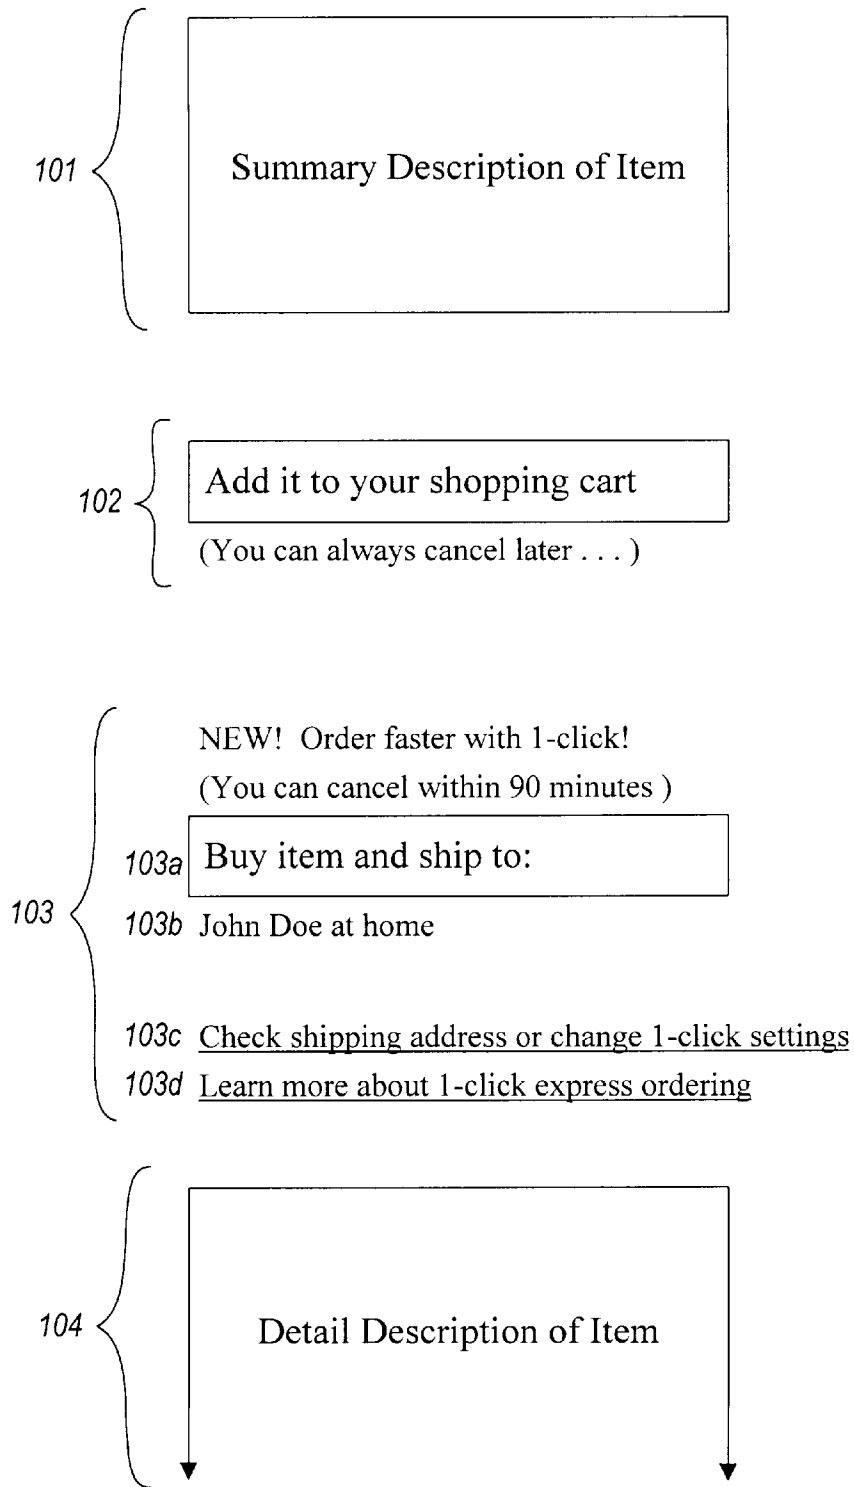 101
Summary Description of Item
102
Add it to your shopping cart
(You can always cancel later . . . )
103
NEW!  Order faster with 1-click!
(You can cancel within 90 minutes )
103a Buy item and ship to:
103b John Doe at home
103c Check shipping address or change 1-click settings
103d Learn more about 1-click express ordering
104
Detail Description of Item